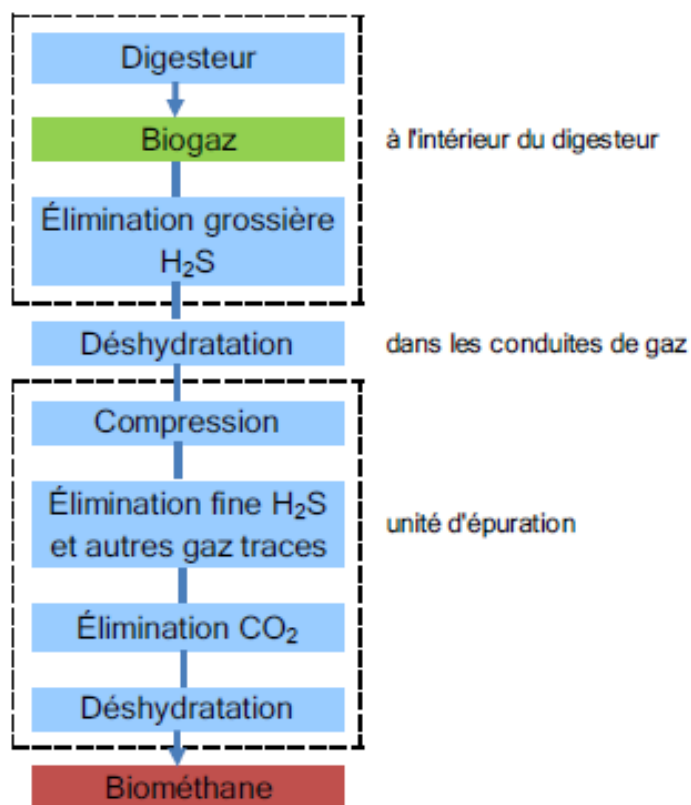 Digesteur
Biogaz
à l'intérieur du digesteur
Élimination grossière
H₂S
Déshydratation
dans les conduites de gaz
Compression
Élimination fine H₂S
et autres gaz traces
unité d'épuration
Élimination CO₂
Déshydratation
Biométhane